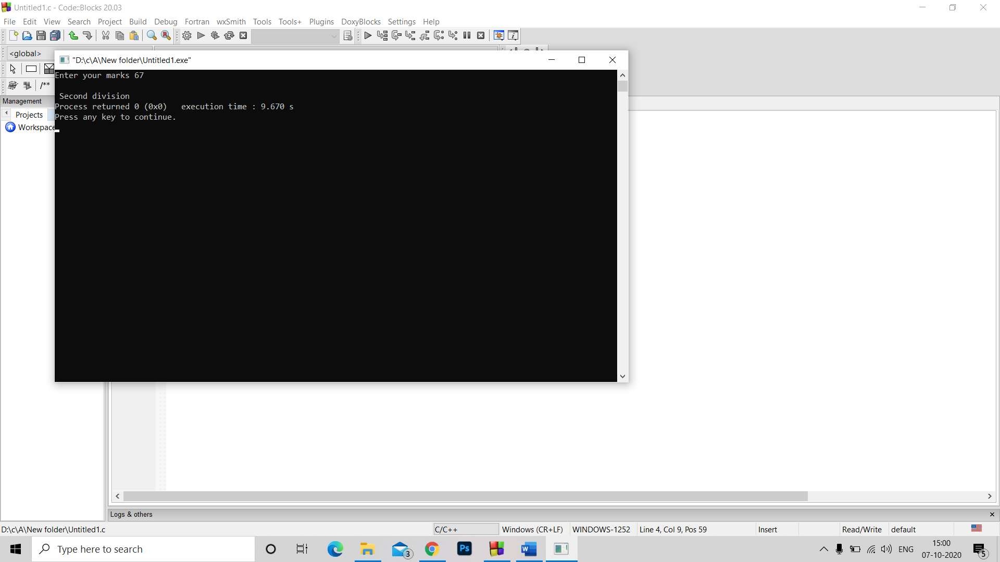 Untitled1.c - Code::Blocks 20.03
File Edit View Search Project Build Debug Fortran wxSmith Tools Tools+ Plugins DoxyBlocks Settings Help
<global>
"D:\c\A\New folder\Untitled1.exe"
Enter your marks 67
Second division
Process returned 0 (0x0)   execution time : 9.670 s
Press any key to continue.
/**
Management
Projects
Workspace
Logs & others
D:\c\A\New folder\Untitled1.c C/C++ Windows (CR+LF) WINDOWS-1252 Line 4, Col 9, Pos 59 Insert Read/Write default
Type here to search
3
Ps
W
ENG
15:00
07-10-2020
5